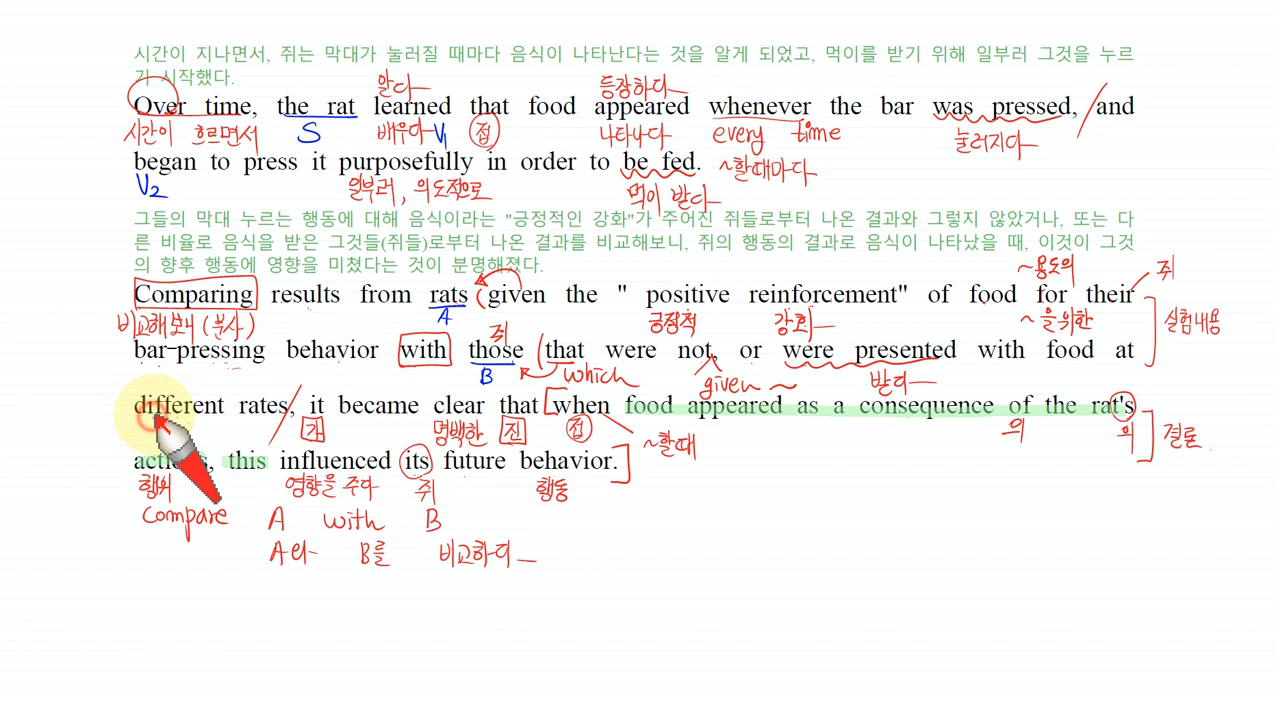 시간이 지나면서, 쥐는 막대가 눌러질 때마다 음식이 나타난다는 것을 알게 되었고, 먹이를 받기 위해 일부러 그것을 누르
기 시작했다.
알다 등장하다
Over time, the rat learned that food appeared whenever the bar was pressed, and
시간이 흐르면서 S 배우다 V1 접 나타나다 every time 눌러지다
began to press it purposefully in order to be fed. ~할때마다
V2 일부러, 의도적으로 먹이 받다
그들의 막대 누르는 행동에 대해 음식이라는 "긍정적인 강화"가 주어진 쥐들로부터 나온 결과와 그렇지 않았거나, 또는 다
른 비율로 음식을 받은 그것들(쥐들)로부터 나온 결과를 비교해보니, 쥐의 행동의 결과로 음식이 나타났을 때, 이것이 그것
의 향후 행동에 영향을 미쳤다는 것이 분명해졌다.
~용도의 쥐
Comparing results from rats (given the " positive reinforcement" of food for their
비교해보니 (분사) A 쥐 긍정적 강화 ~을위한 실험내용
bar-pressing behavior with those (that were not, or were presented with food at
B which given ~ 받다
different rates, it became clear that [when food appeared as a consequence of the rat's
가 명백한 진 접 ~할때 의 의 결론
actions, this influenced its future behavior.]
행위 영향을 주다 쥐 행동
Compare A with B
A와 B를 비교하다